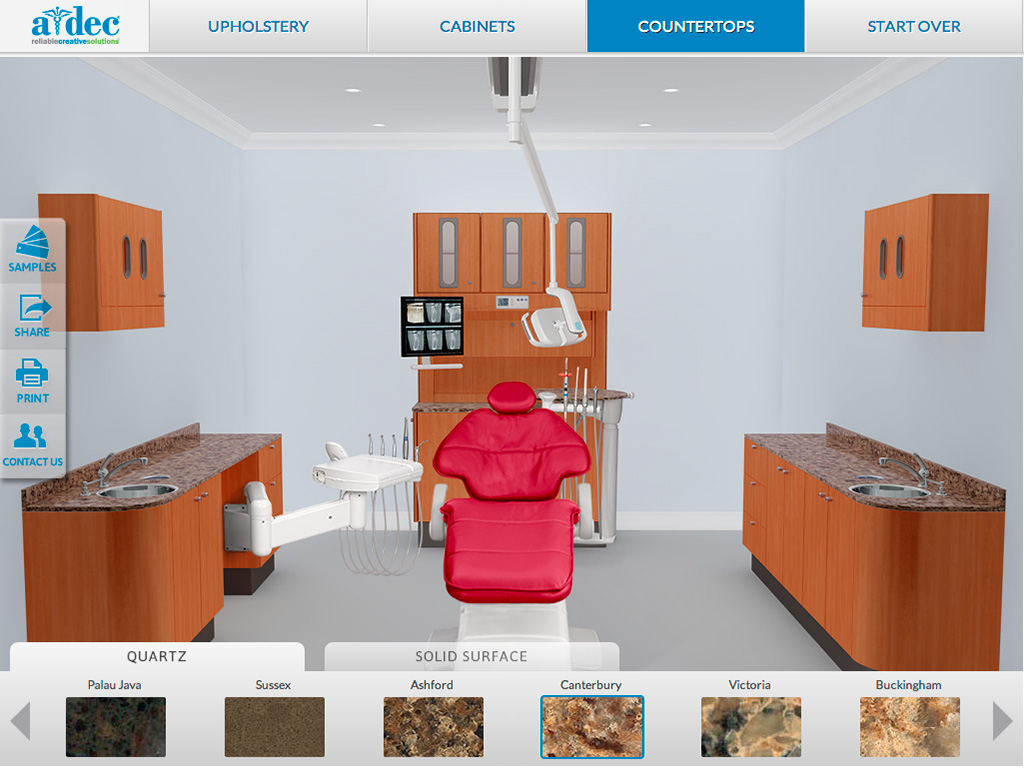 a-dec
reliablecreativesolutions
UPHOLSTERY
CABINETS
COUNTERTOPS
START OVER
SAMPLES
SHARE
PRINT
CONTACT US
QUARTZ
SOLID SURFACE
Palau Java
Sussex
Ashford
Canterbury
Victoria
Buckingham